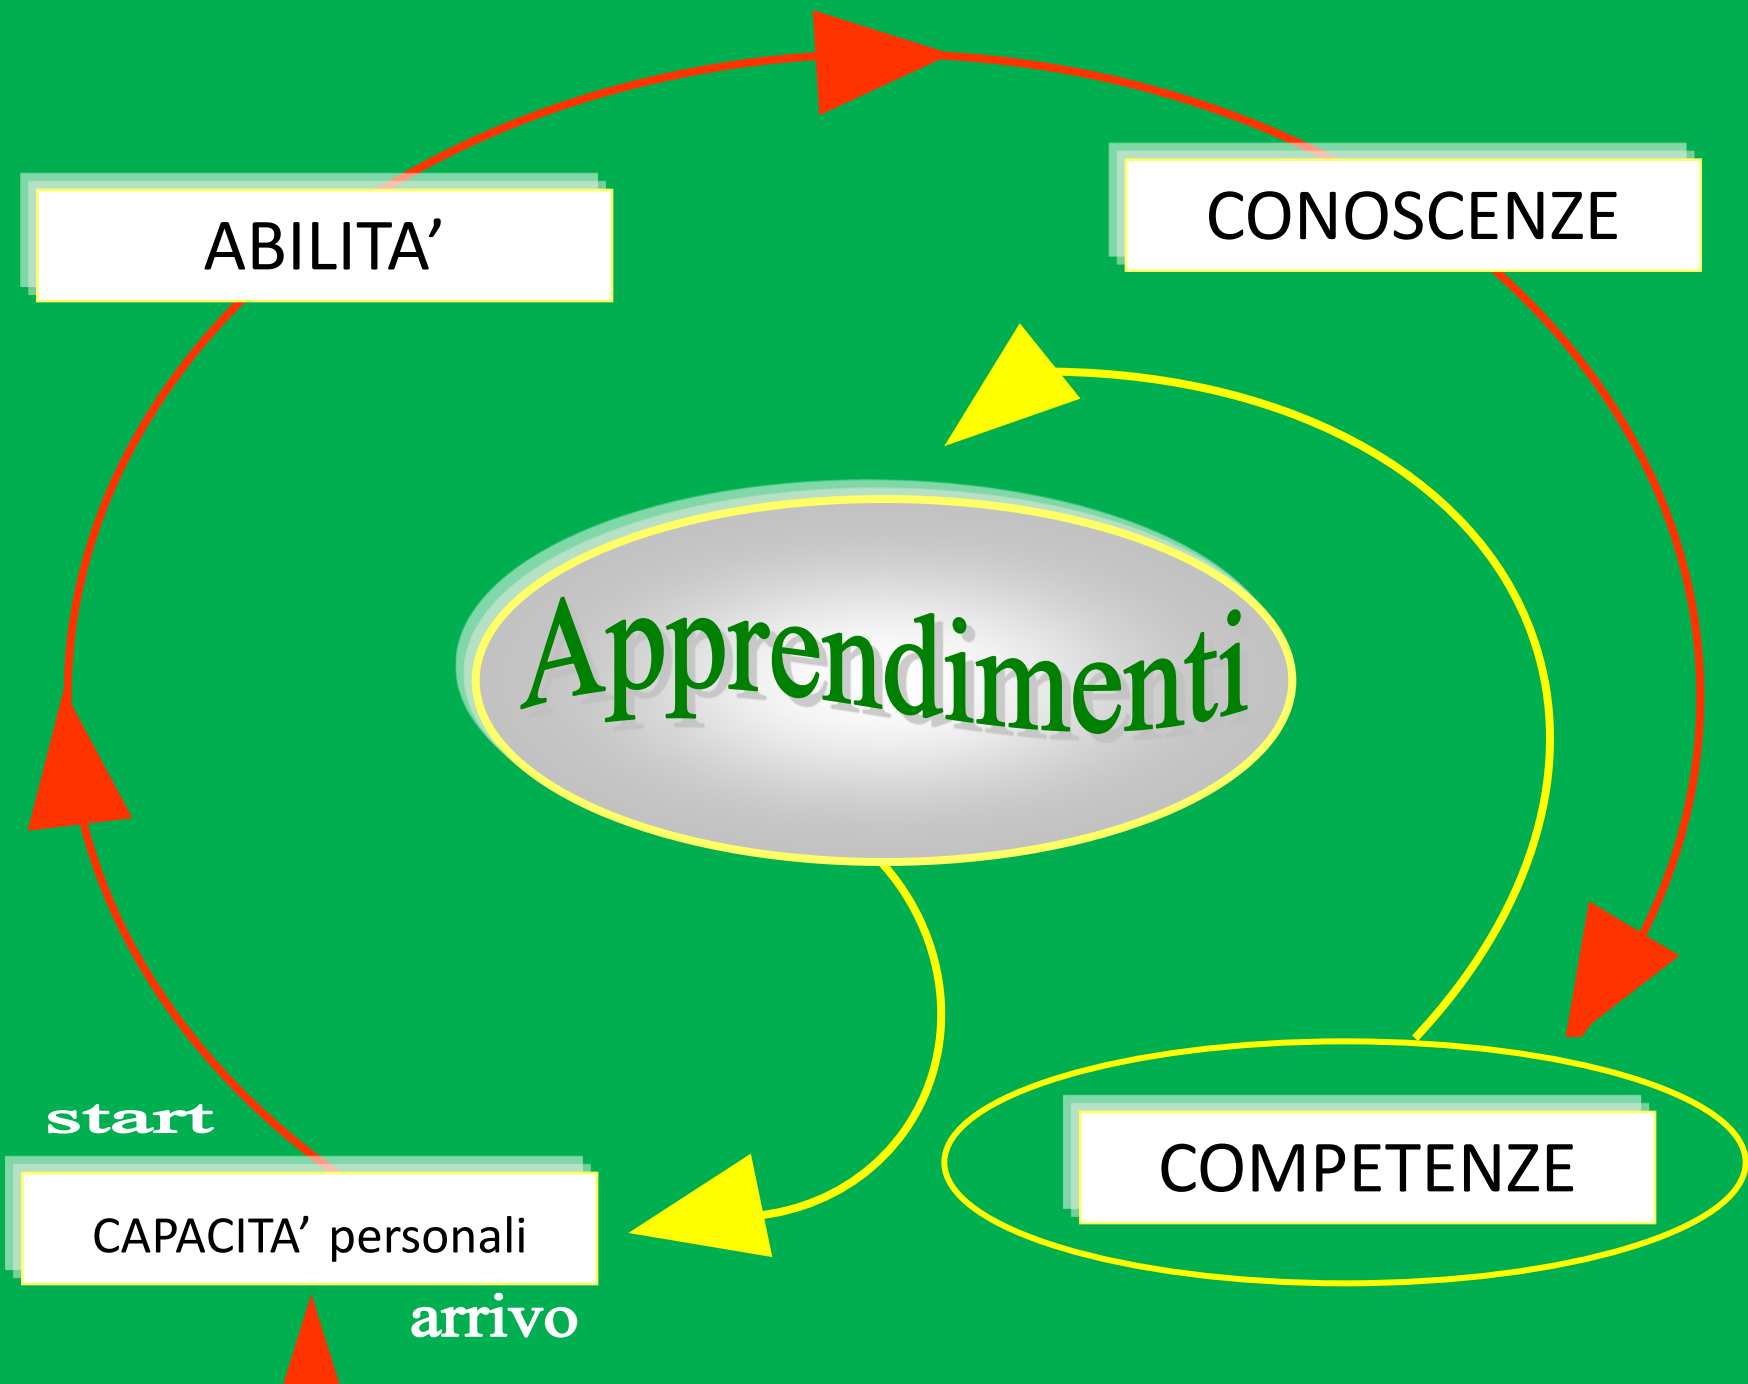 ABILITA’
CONOSCENZE
Apprendimenti
start
CAPACITA’ personali
arrivo
COMPETENZE